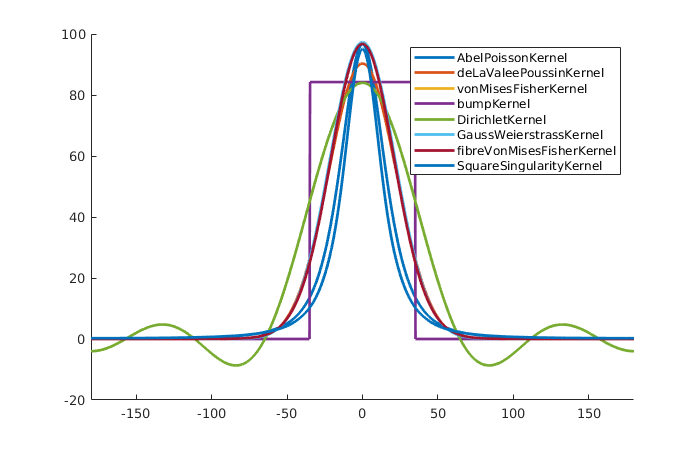 100
80
60
40
20
0
-20
-150
-100
-50
0
50
100
150
AbelPoissonKernel
deLaValeePoussinKernel
vonMisesFisherKernel
bumpKernel
DirichletKernel
GaussWeierstrassKernel
fibreVonMisesFisherKernel
SquareSingularityKernel